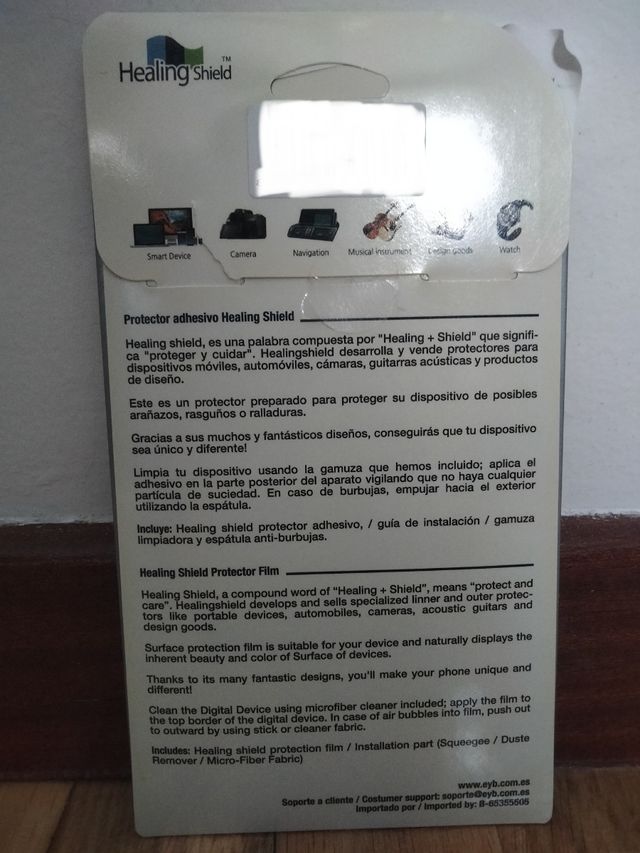 Healing Shield™
Smart Device
Camera
Navigation
Musical instrument
Design goods
Watch
Protector adhesivo Healing Shield
Healing shield, es una palabra compuesta por "Healing + Shield" que signifi-
ca "proteger y cuidar". Healingshield desarrolla y vende protectores para
dispositivos móviles, automóviles, cámaras, guitarras acústicas y productos
de diseño.
Este es un protector preparado para proteger su dispositivo de posibles
arañazos, rasguños o ralladuras.
Gracias a sus muchos y fantásticos diseños, conseguirás que tu dispositivo
sea único y diferente!
Limpia tu dispositivo usando la gamuza que hemos incluido; aplica el
adhesivo en la parte posterior del aparato vigilando que no haya cualquier
partícula de suciedad. En caso de burbujas, empujar hacia el exterior
utilizando la espátula.
Incluye: Healing shield protector adhesivo, / guía de instalación / gamuza
limpiadora y espátula anti-burbujas.
Healing Shield Protector Film
Healing Shield, a compound word of "Healing + Shield", means "protect and
care". Healingshield develops and sells specialized linner and outer protec-
tors like portable devices, automobiles, cameras, acoustic guitars and
design goods.
Surface protection film is suitable for your device and naturally displays the
inherent beauty and color of Surface of devices.
Thanks to its many fantastic designs, you'll make your phone unique and
different!
Clean the Digital Device using microfiber cleaner included; apply the film to
the top border of the digital device. In case of air bubbles into film, push out
to outward by using stick or cleaner fabric.
Includes: Healing shield protection film / Installation part (Squeegee / Duste
Remover / Micro-Fiber Fabric)
www.eyb.com.es
Soporte a cliente / Costumer support: soporte@eyb.com.es
Importado por / Imported by: B-65355505